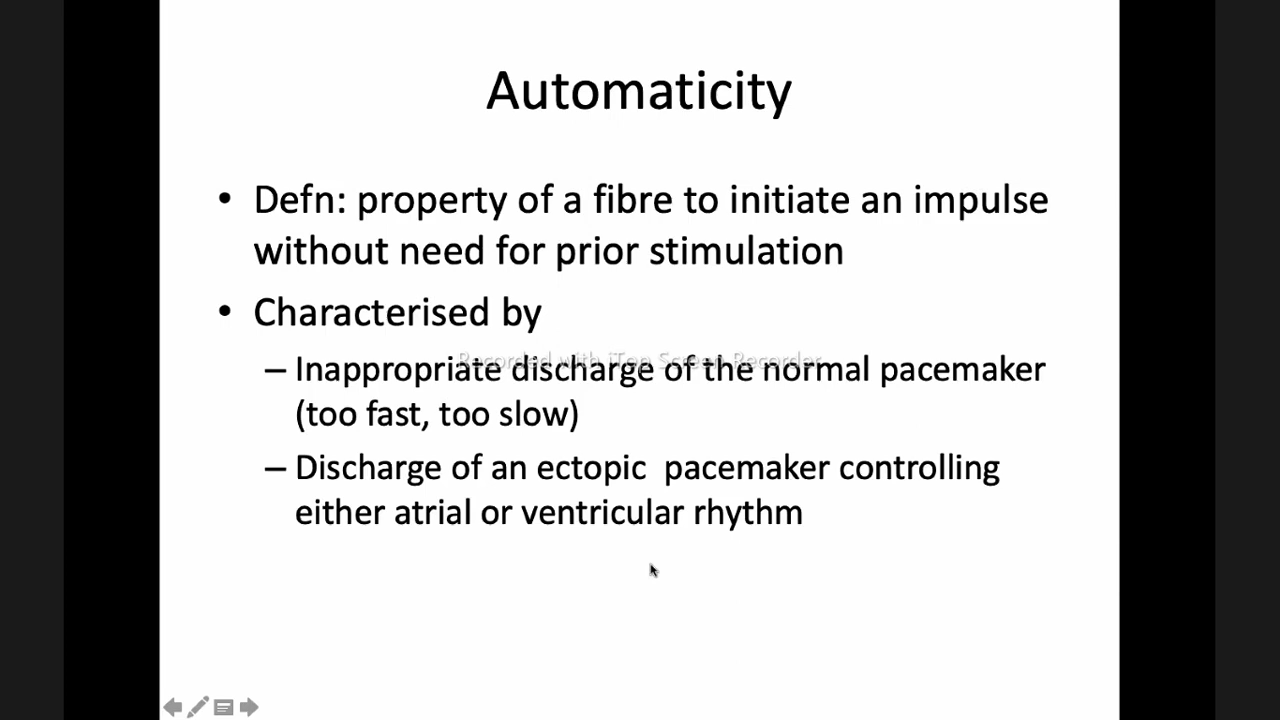 Automaticity
• Defn: property of a fibre to initiate an impulse
without need for prior stimulation
• Characterised by
Recorded with iTop Screen Recorder
– Inappropriate discharge of the normal pacemaker
(too fast, too slow)
– Discharge of an ectopic pacemaker controlling
either atrial or ventricular rhythm